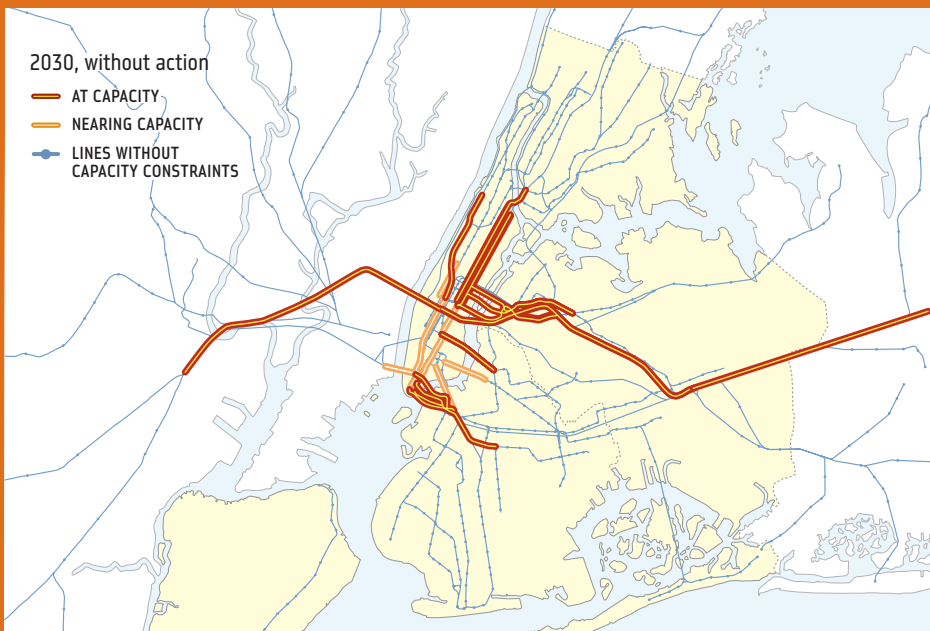 2030, without action
AT CAPACITY
NEARING CAPACITY
LINES WITHOUT
CAPACITY CONSTRAINTS